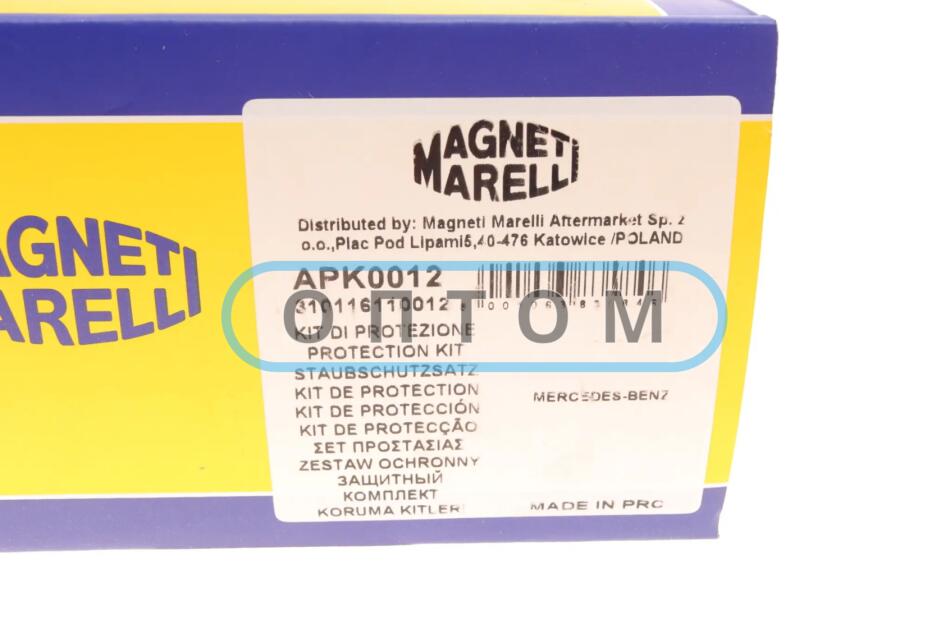 MAGNETI
MARELLI
MAGNETI
MARELLI
Distributed by: Magneti Marelli Aftermarket Sp. z
o.o.,Plac Pod Lipami5,40-476 Katowice /POLAND
APK0012
310116110012
ОПТОМ
KIT DI PROTEZIONE
PROTECTION KIT
STAUBSCHUTZSATZ
KIT DE PROTECTION
MERCEDES-BENZ
KIT DE PROTECCIÓN
KIT DE PROTECÇÃO
ΣΕΤ ΠΡΟΣΤΑΣΙΑΣ
ZESTAW OCHRONNY
ЗАЩИТНЫЙ
КОМПЛЕКТ
KORUMA KITLERI
MADE IN PRC